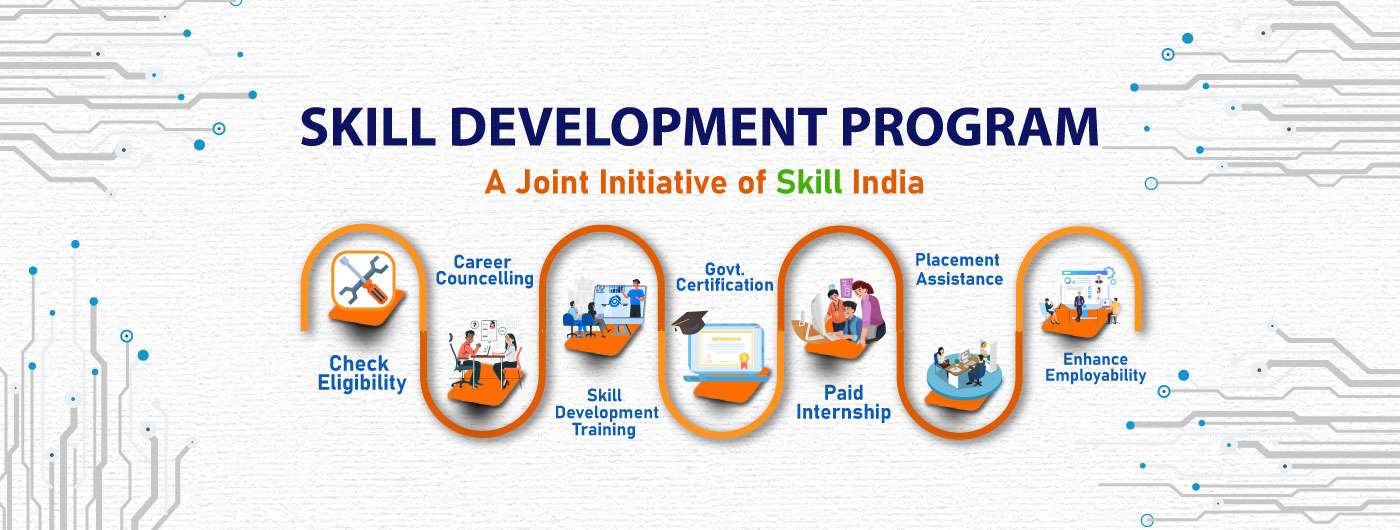 SKILL DEVELOPMENT PROGRAM
A Joint Initiative of Skill India
Check
Eligibility
Career
Councelling
Skill
Development
Training
Govt.
Certification
CERTIFICATION
Paid
Internship
Placement
Assistance
Enhance
Employability